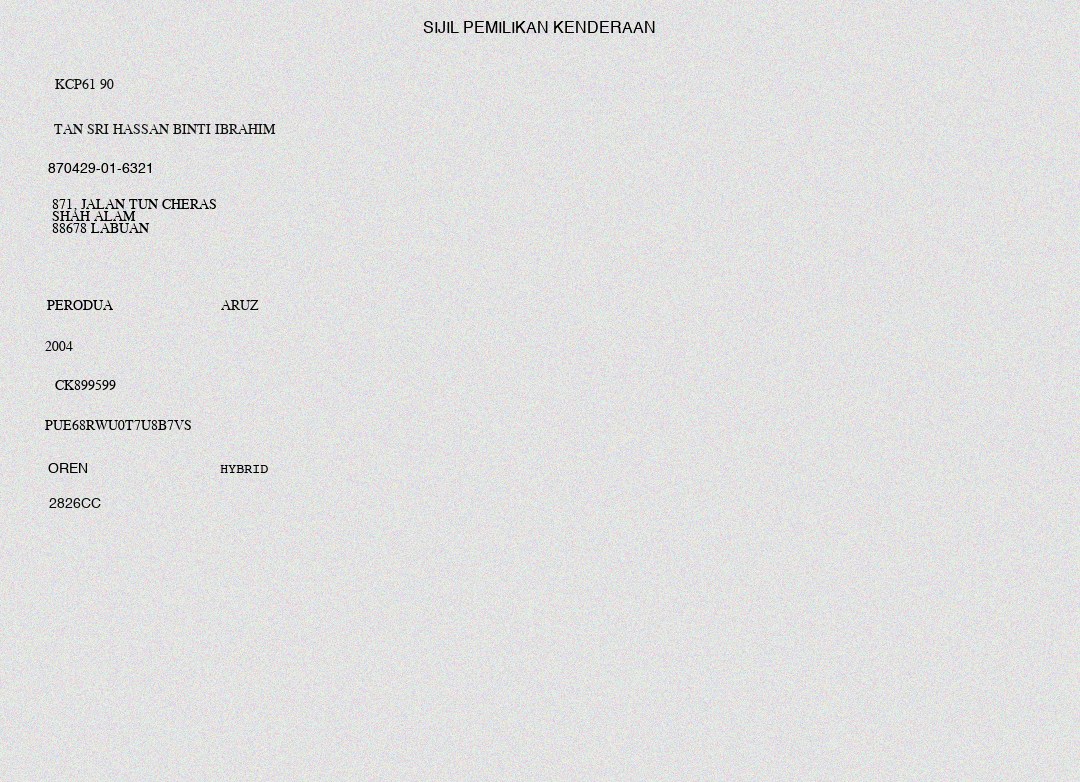 SIJIL PEMILIKAN KENDERAAN
KCP61 90
TAN SRI HASSAN BINTI IBRAHIM
870429-01-6321
871, JALAN TUN CHERAS
SHAH ALAM
88678 LABUAN
PERODUA ARUZ
2004
CK899599
PUE68RWU0T7U8B7VS
OREN HYBRID
2826CC